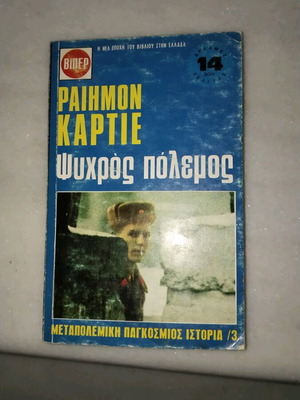 Η ΝΕΑ ΕΠΟΧΗ ΤΟΥ ΒΙΒΛΙΟΥ ΣΤΗΝ ΕΛΛΑΔΑ
ΒΙΠΕΡ
14
ΡΑΙΗΜΟΝ
ΚΑΡΤΙΕ
Ψυχρὸς πόλεμος
ΜΕΤΑΠΟΛΕΜΙΚΗ ΠΑΓΚΟΣΜΙΟΣ ΙΣΤΟΡΙΑ /3